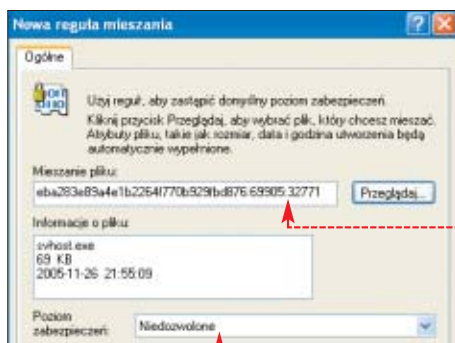 Nowa reguła mieszania
Ogólne
Użyj reguł, aby zastąpić domyślny poziom zabezpieczeń.
Kliknij przycisk Przeglądaj, aby wybrać plik, który chcesz mieszać.
Atrybuty pliku, takie jak rozmiar, data i godzina utworzenia będą
automatycznie wypełnione.
Mieszanie pliku:
eba283e89a4e1b2264f770b929fbd876:69905:32771
Przeglądaj...
Informacje o pliku:
svhost.exe
69 KB
2005-11-26 21:55:09
Poziom
zabezpieczeń:
Niedozwolone